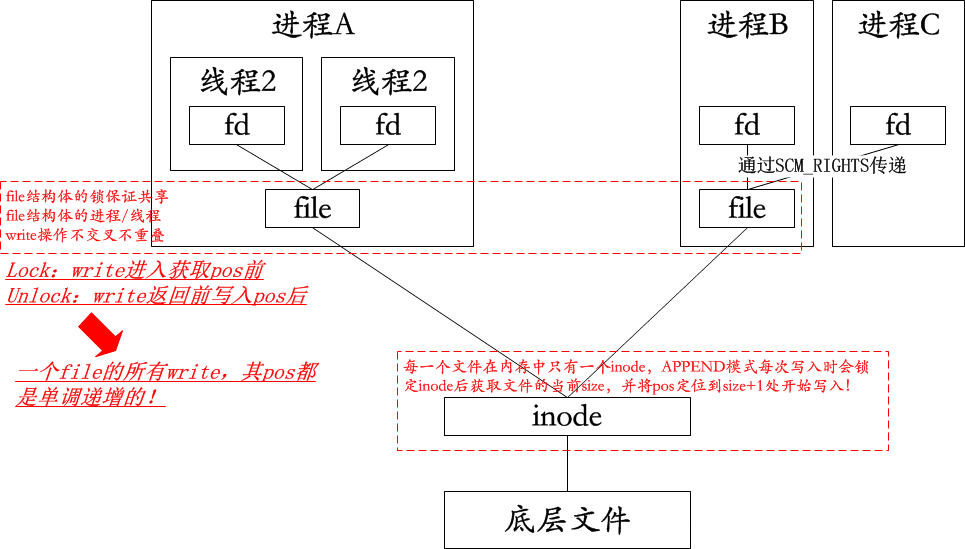 进程A
进程B
进程C
线程2
线程2
fd
fd
fd
fd
通过SCM_RIGHTS传递
file结构体的锁保证共享
file结构体的进程/线程
write操作不交叉不重叠
file
file
Lock：write进入获取pos前
Unlock：write返回前写入pos后
一个file的所有write，其pos都
是单调递增的！
每一个文件在内存中只有一个inode，APPEND模式每次写入时会锁
定inode后获取文件的当前size，并将pos定位到size+1处开始写入！
inode
底层文件